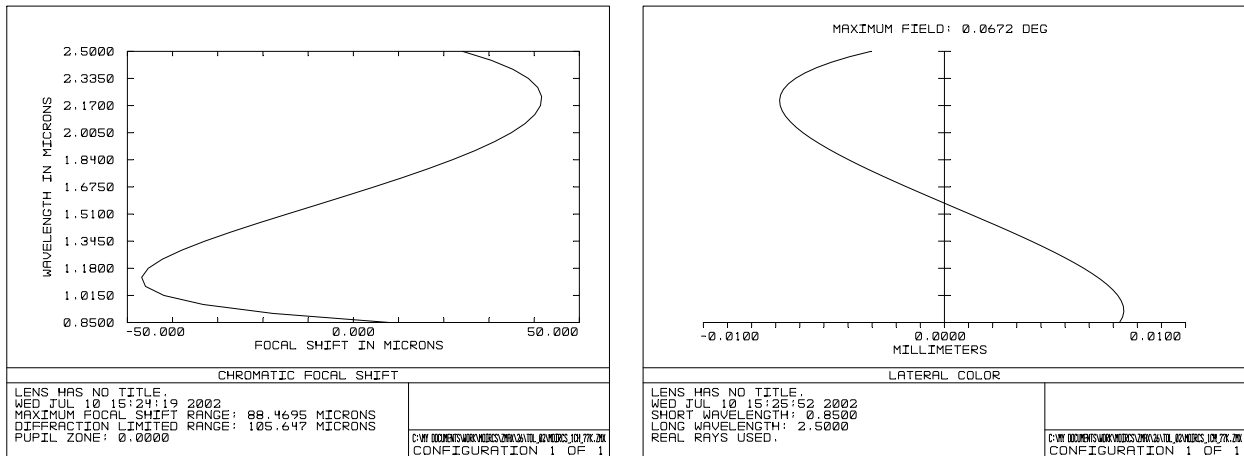 2.5000
2.3350
2.1700
2.0050
1.8400
1.6750
1.5100
1.3450
1.1800
1.0150
0.8500
WAVELENGTH IN MICRONS
-50.000
0.000
50.000
FOCAL SHIFT IN MICRONS
CHROMATIC FOCAL SHIFT
LENS HAS NO TITLE.
WED JUL 10 15:24:19 2002
MAXIMUM FOCAL SHIFT RANGE: 88.4695 MICRONS
DIFFRACTION LIMITED RANGE: 105.647 MICRONS
PUPIL ZONE: 0.0000
CONFIGURATION 1 OF 1
MAXIMUM FIELD: 0.0672 DEG
-0.0100
0.0000
0.0100
MILLIMETERS
LATERAL COLOR
LENS HAS NO TITLE.
WED JUL 10 15:25:52 2002
SHORT WAVELENGTH: 0.8500
LONG WAVELENGTH: 2.5000
REAL RAYS USED.
CONFIGURATION 1 OF 1